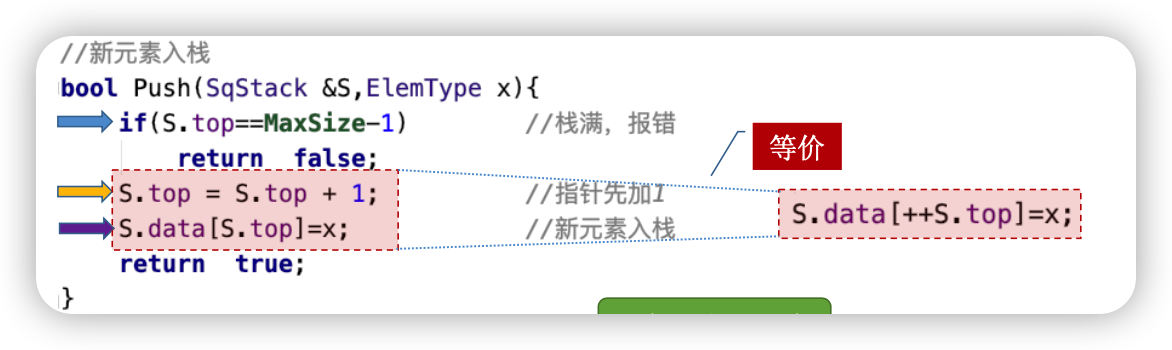 //新元素入栈
bool Push(SqStack &S,ElemType x){
if(S.top==MaxSize-1) //栈满，报错
return false;
等价
S.top = S.top + 1; //指针先加1
S.data[S.top]=x; //新元素入栈
S.data[++S.top]=x;
return true;
}